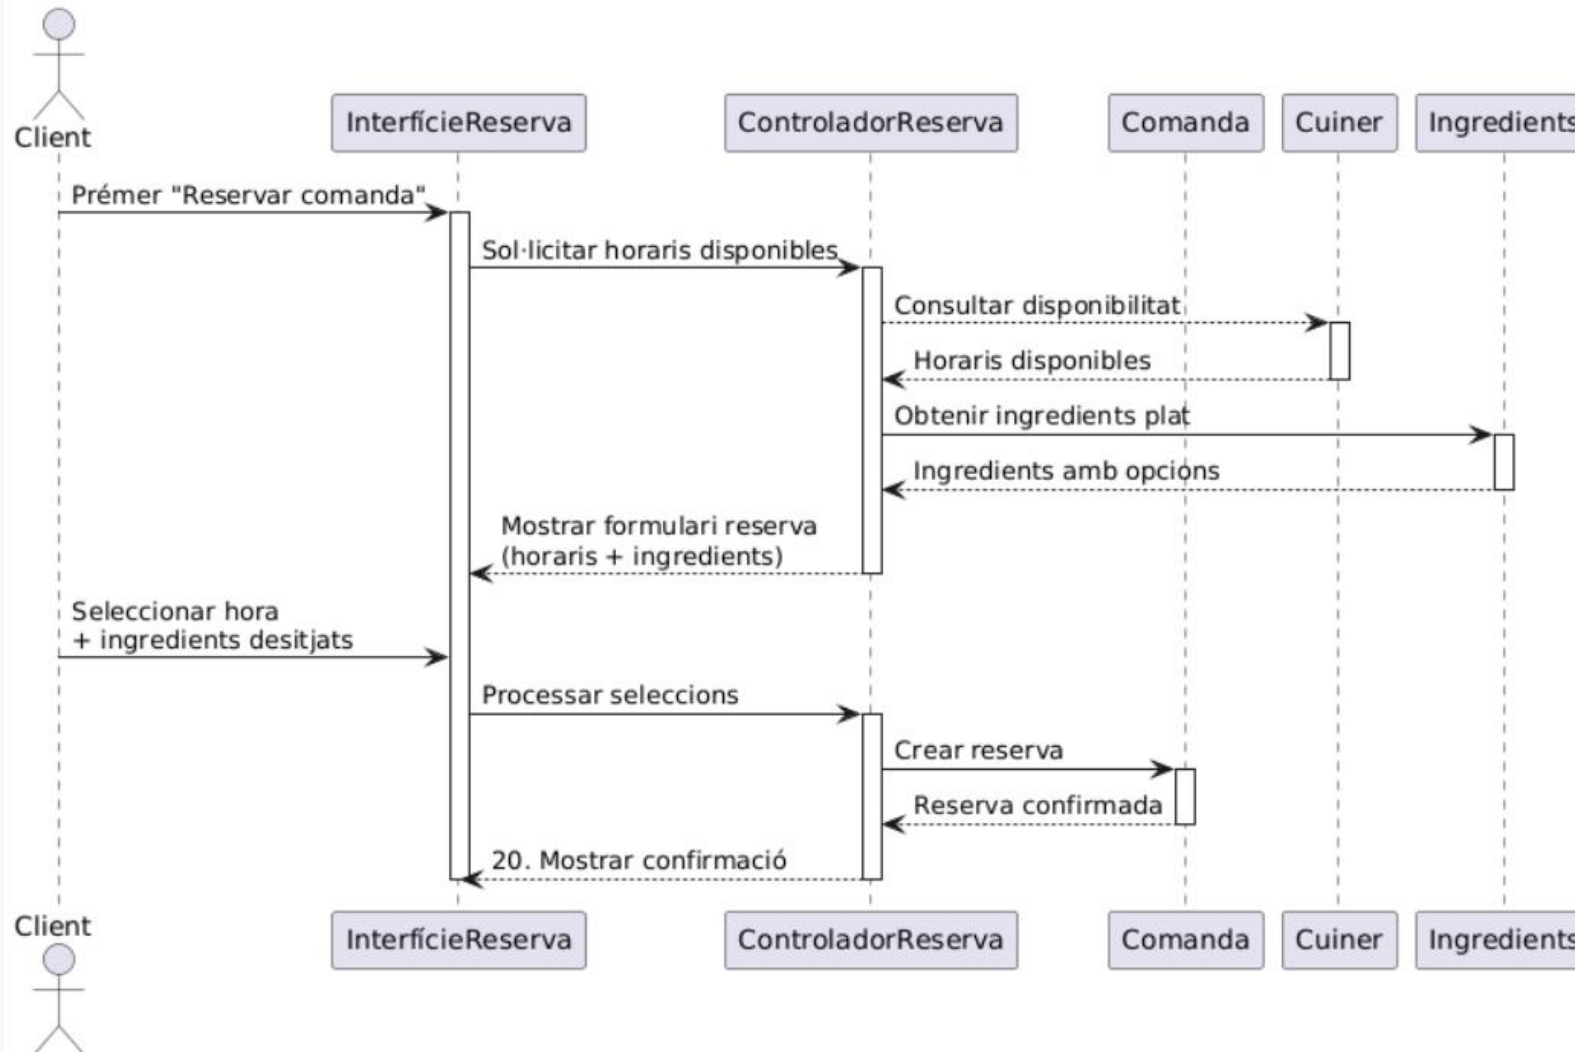 Client
InterfícieReserva
ControladorReserva
Comanda
Cuiner
Ingredients
Prémer "Reservar comanda"
Sol·licitar horaris disponibles
Consultar disponibilitat
Horaris disponibles
Obtenir ingredients plat
Ingredients amb opcions
Mostrar formulari reserva
(horaris + ingredients)
Seleccionar hora
+ ingredients desitjats
Processar seleccions
Crear reserva
Reserva confirmada
20. Mostrar confirmació
Client
InterfícieReserva
ControladorReserva
Comanda
Cuiner
Ingredients